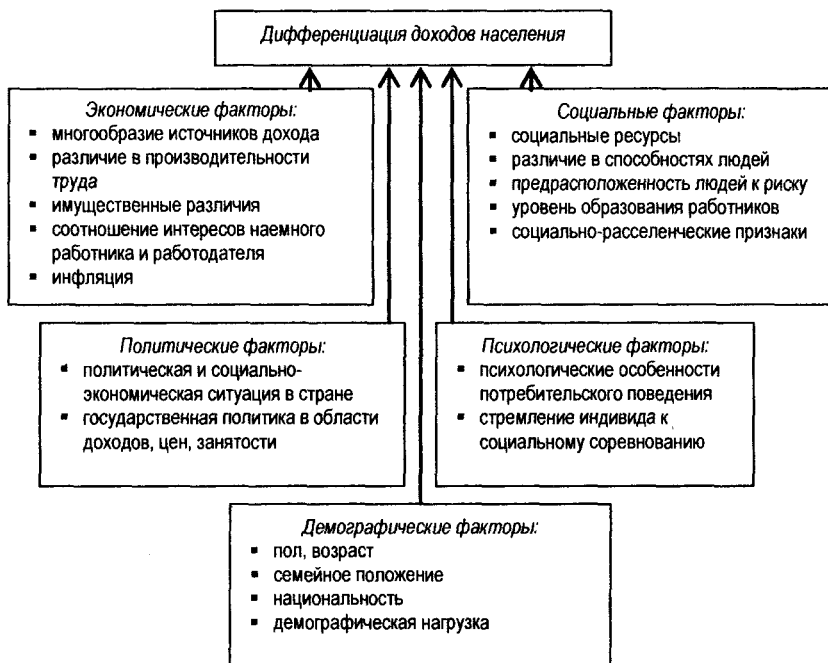 Дифференциация доходов населения
Экономические факторы:
▪ многообразие источников дохода
▪ различие в производительности
труда
▪ имущественные различия
▪ соотношение интересов наемного
работника и работодателя
▪ инфляция
Социальные факторы:
▪ социальные ресурсы
▪ различие в способностях людей
▪ предрасположенность людей к риску
▪ уровень образования работников
▪ социально-расселенческие признаки
Политические факторы:
▪ политическая и социально-
экономическая ситуация в стране
▪ государственная политика в области
доходов, цен, занятости
Психологические факторы:
▪ психологические особенности
потребительского поведения
▪ стремление индивида к
социальному соревнованию
Демографические факторы:
▪ пол, возраст
▪ семейное положение
▪ национальность
▪ демографическая нагрузка